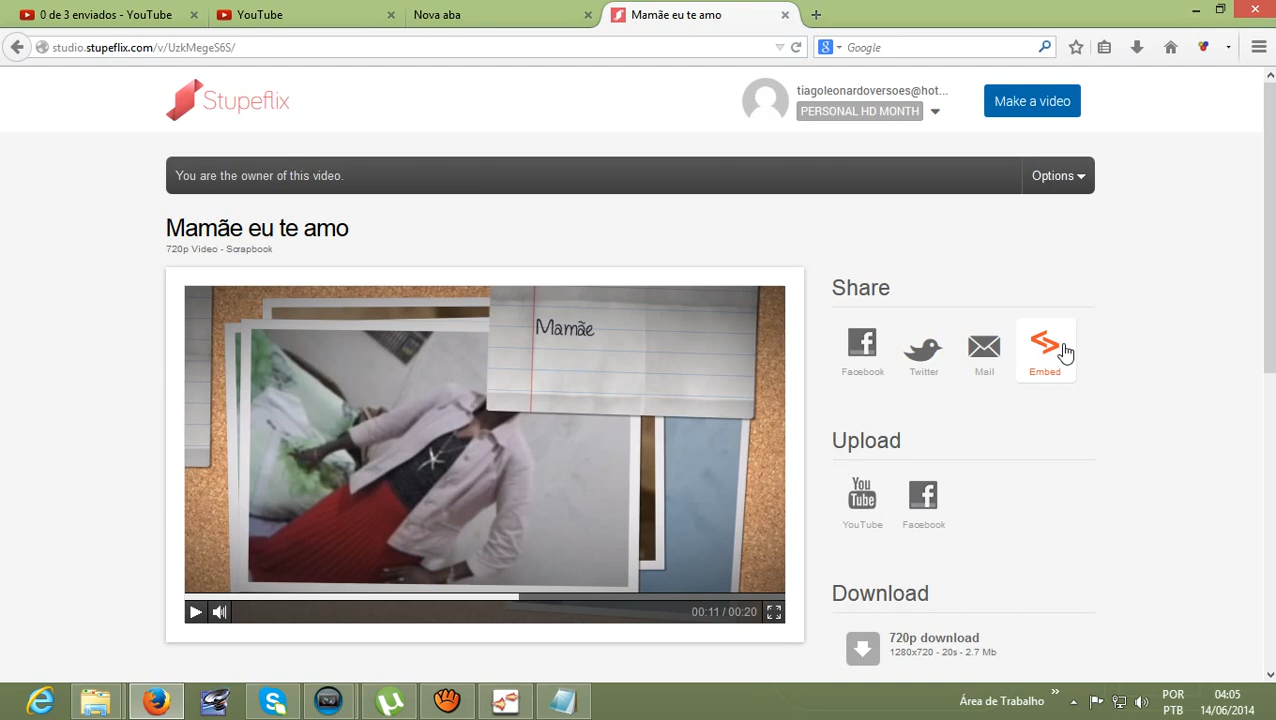 0 de 3 enviados - YouTube
YouTube
Nova aba
Mamãe eu te amo
studio.stupeflix.com/v/UzkMegeS6S/
Google
Stupeflix
tiagoleonardoversoes@hot...
PERSONAL HD MONTH
Make a video
You are the owner of this video.
Options
Mamãe eu te amo
720p Video - Scrapbook
Mamãe
00:11 / 00:20
Share
Facebook
Twitter
Mail
Embed
Upload
You Tube
YouTube
Facebook
Download
720p download
1280x720 - 20s - 2.7 Mb
Área de Trabalho
POR
PTB
04:05
14/06/2014